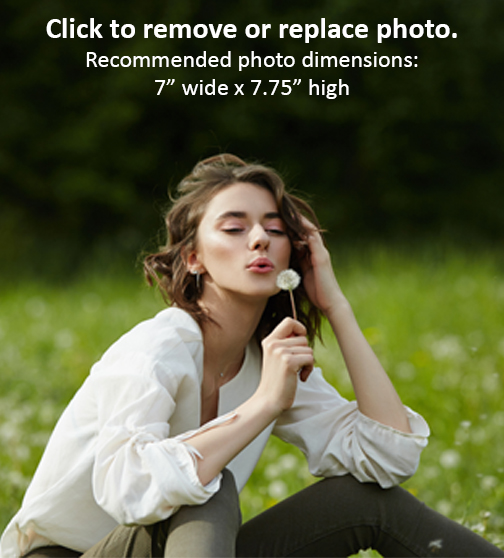 Click to remove or replace photo.
Recommended photo dimensions:
7” wide x 7.75” high